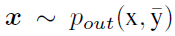 x ∼ p_{out}(x, ȳ)